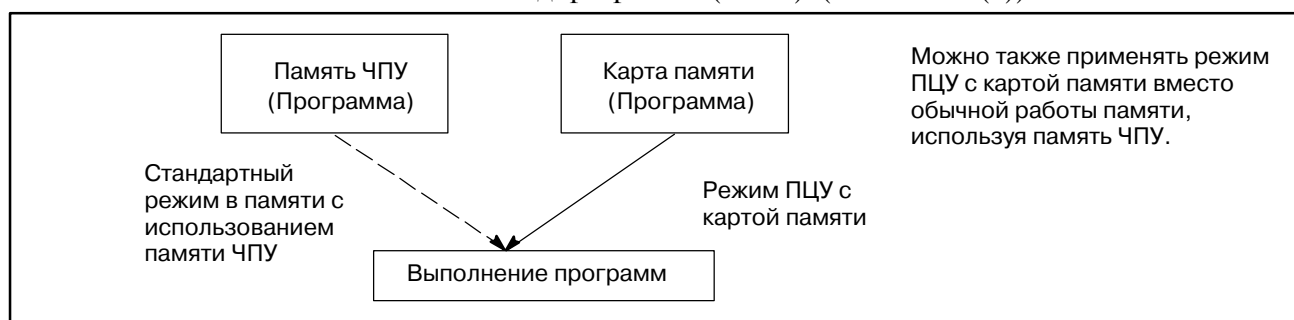 Память ЧПУ
(Программа)
Карта памяти
(Программа)
Можно также применять режим
ПЦУ с картой памяти вместо
обычной работы памяти,
используя память ЧПУ.
Стандартный
режим в памяти с
использованием
памяти ЧПУ
Режим ПЦУ с
картой памяти
Выполнение программ